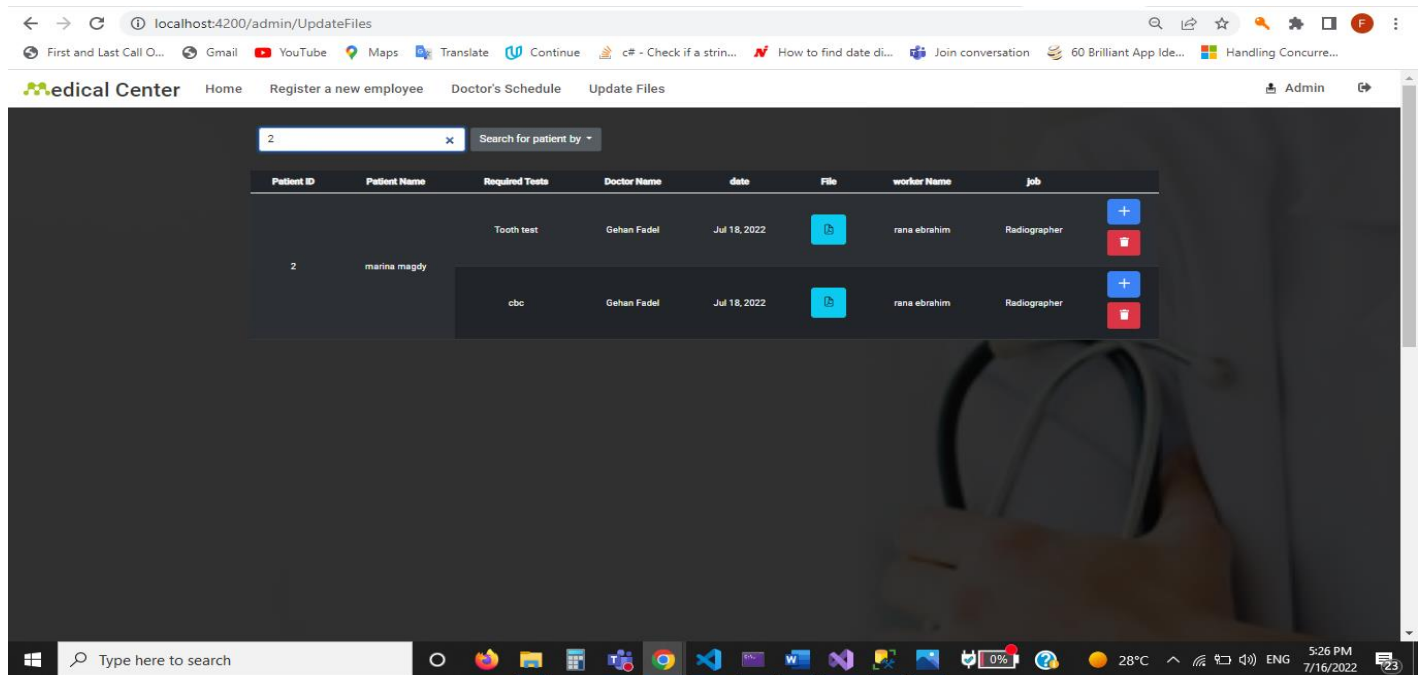 localhost:4200/admin/UpdateFiles
F
First and Last Call O... Gmail YouTube Maps Translate Continue c# - Check if a strin... How to find date di... Join conversation 60 Brilliant App Ide... Handling Concurre...
Medical Center Home Register a new employee Doctor's Schedule Update Files Admin
2 Search for patient by
Patient ID Patient Name Required Tests Doctor Name date File worker Name job
Tooth test Gehan Fadel Jul 18, 2022 rana ebrahim Radiographer
2 marina magdy
cbc Gehan Fadel Jul 18, 2022 rana ebrahim Radiographer
Type here to search 0% 28°C ENG 5:26 PM
7/16/2022 23